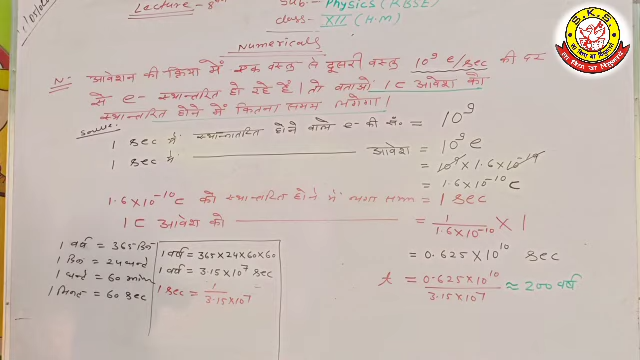 Lecture - 8th
Sub. - Physics (RBSE)
class - XII (H.M)
S.K.S.
Numericals
N:- आवेशन की क्रिया में एक वस्तु से दूसरी वस्तु 10⁹ e/sec की दर
से e- स्थान्तरित हो रहे है। तो बताओ 1 C आवेश को
स्थान्तरित होने में कितना समय लगेगा।
1 sec में स्थान्तरित होने वाले e- की सं. = 10⁹
1 sec में ———— आवेश = 10⁹ e
= 10⁹ × 1.6 × 10⁻¹⁹
= 1.6 × 10⁻¹⁰ C
1.6 × 10⁻¹⁰ C को स्थान्तरित होने में लगा समय = 1 sec
1 C आवेश को ———— = 1/(1.6 × 10⁻¹⁰) × 1
= 0.625 × 10¹⁰ sec
t = (0.625 × 10¹⁰)/(3.15 × 10⁷) ≈ 200 वर्ष
1 वर्ष = 365 दिन
1 दिन = 24 घन्टे
1 घन्टे = 60 min
1 मिनट = 60 sec
1 वर्ष = 365×24×60×60
1 वर्ष = 3.15 × 10⁷ sec
1 sec = 1/(3.15 × 10⁷)